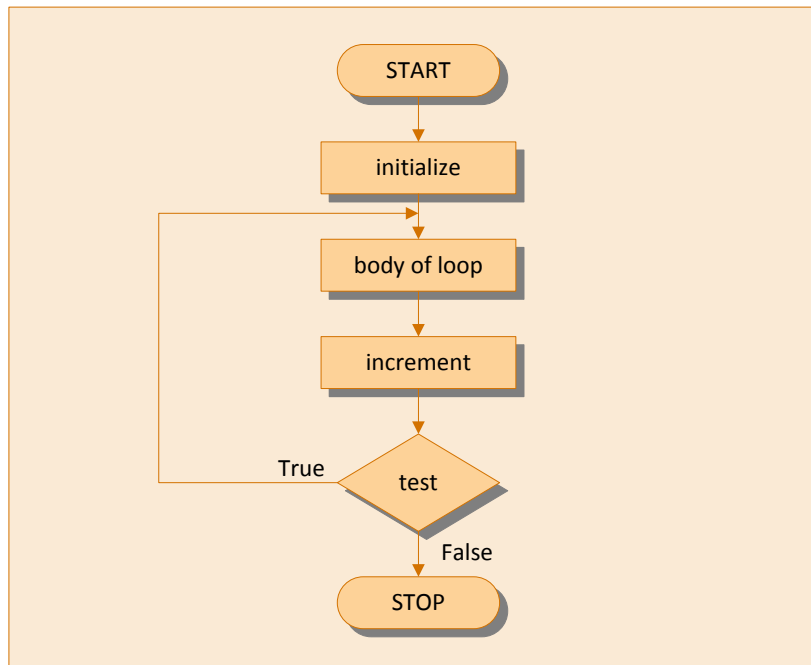 START
initialize
body of loop
increment
True
test
False
STOP